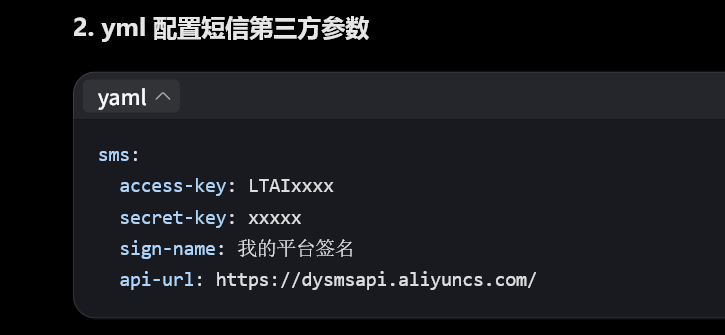 2. yml 配置短信第三方参数
yaml
sms:
  access-key: LTAIxxxx
  secret-key: xxxxx
  sign-name: 我的平台签名
  api-url: https://dysmsapi.aliyuncs.com/